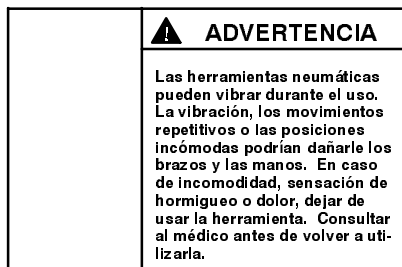 ADVERTENCIA
Las herramientas neumáticas
pueden vibrar durante el uso.
La vibración, los movimientos
repetitivos o las posiciones
incómodas podrían dañarle los
brazos y las manos. En caso
de incomodidad, sensación de
hormigueo o dolor, dejar de
usar la herramienta. Consultar
al médico antes de volver a uti-
lizarla.